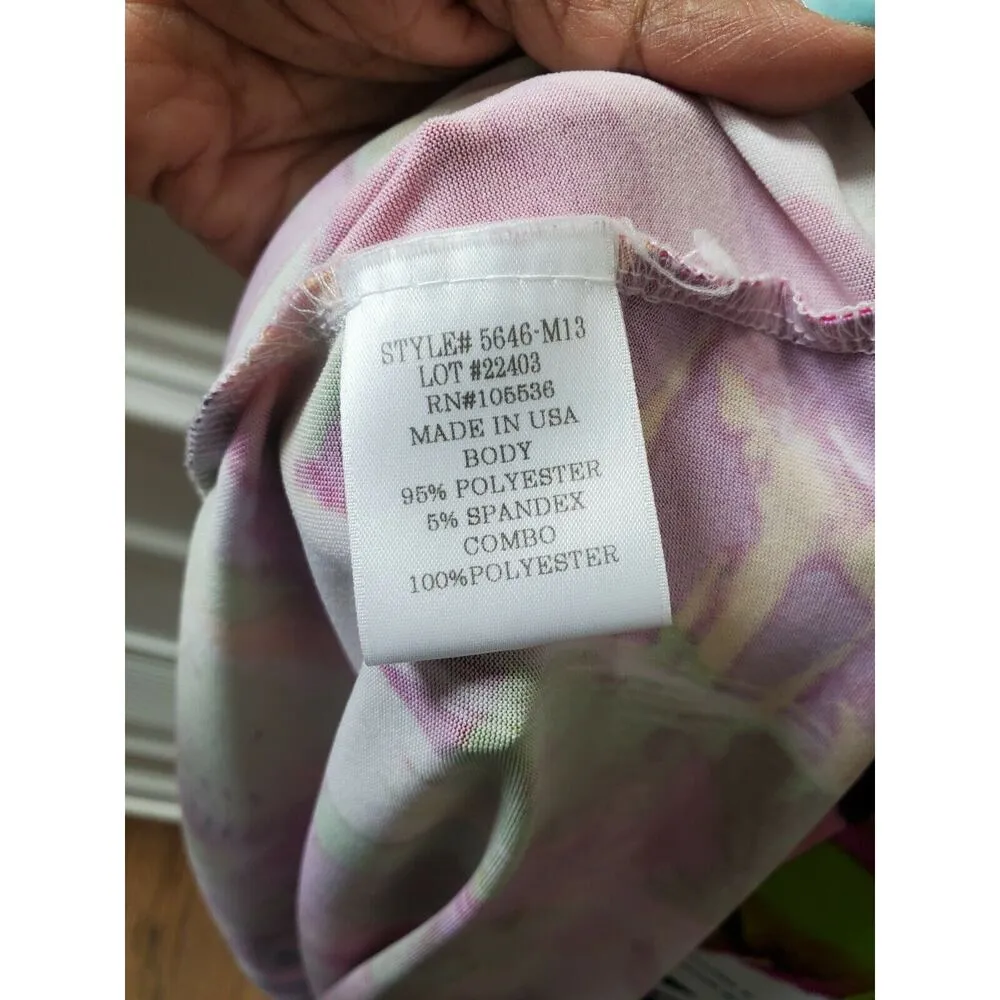 STYLE# 5646-M13
LOT #22403
RN#105536
MADE IN USA
BODY
95% POLYESTER
5% SPANDEX
COMBO
100%POLYESTER